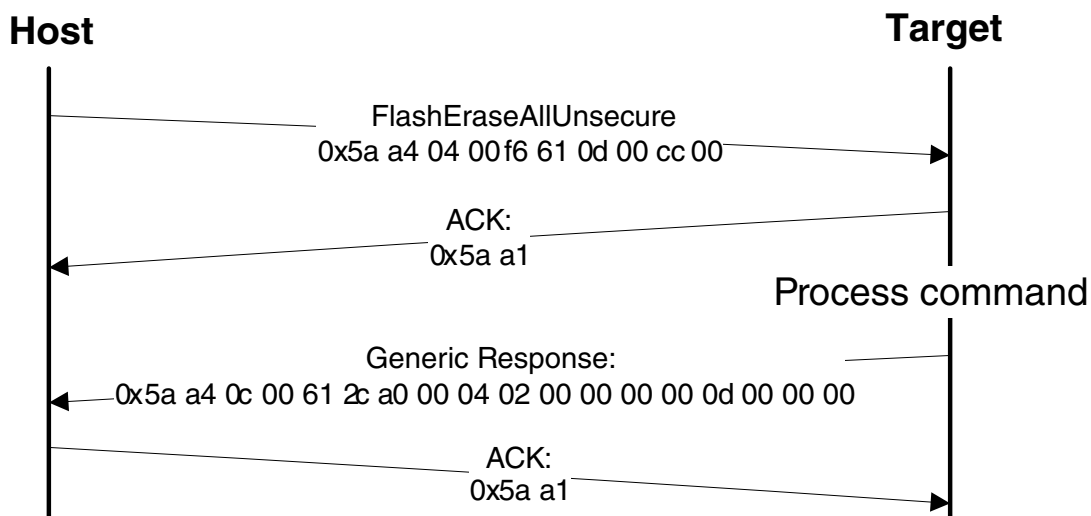 Host
Target
FlashEraseAllUnsecure
0x5a a4 04 00 f6 61 0d 00 cc 00
ACK:
0x5a a1
Process command
Generic Response:
0x5a a4 0c 00 61 2c a0 00 04 02 00 00 00 00 0d 00 00 00
ACK:
0x5a a1